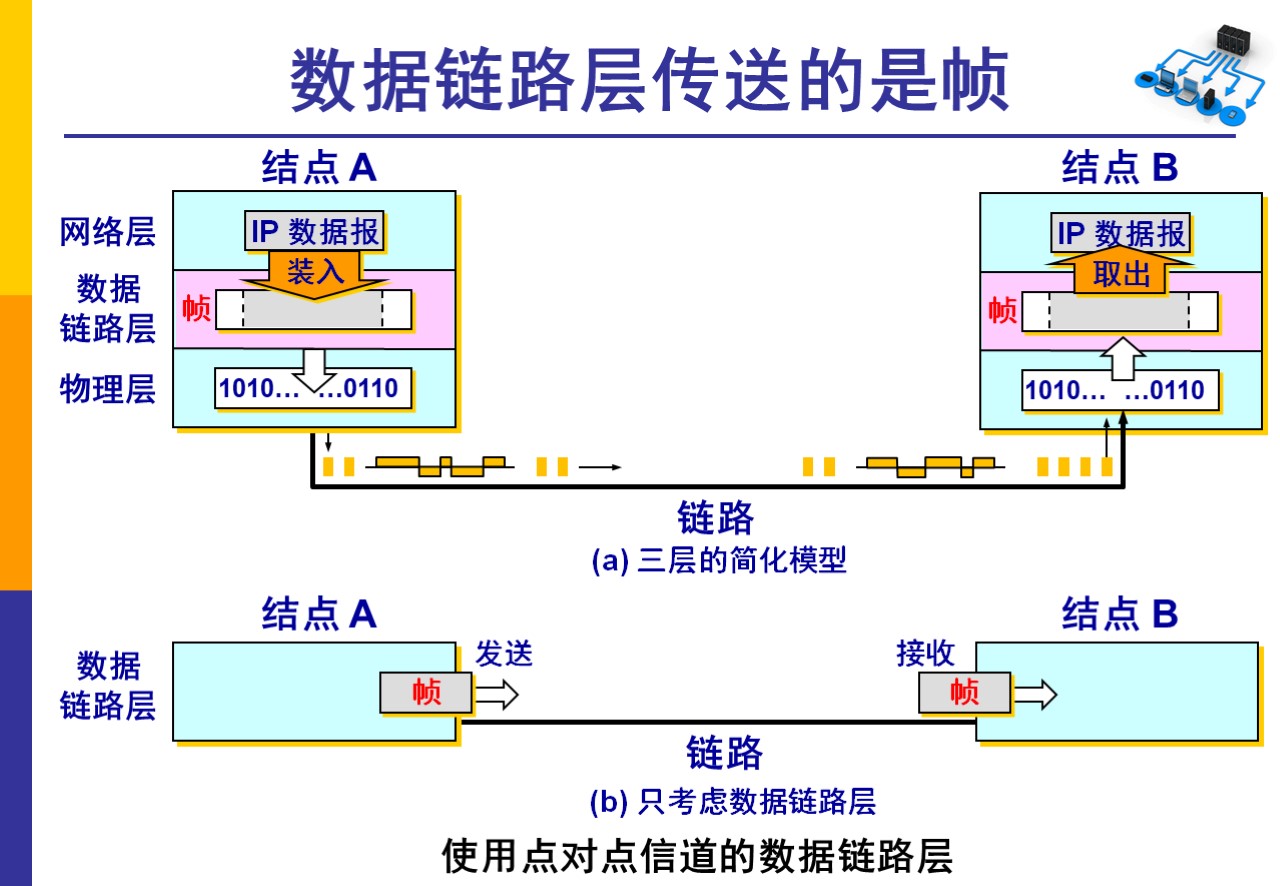 数据链路层传送的是帧
结点 A
结点 B
网络层
IP 数据报
IP 数据报
装入
取出
数据
链路层
帧
帧
物理层
1010… …0110
1010… …0110
链路
(a) 三层的简化模型
结点 A
结点 B
数据
链路层
发送
接收
帧
帧
链路
(b) 只考虑数据链路层
使用点对点信道的数据链路层